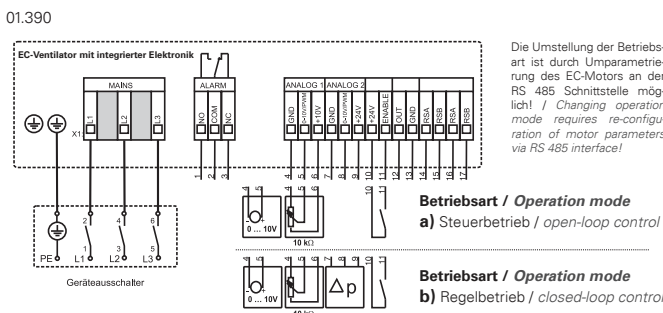 01.390
EC-Ventilator mit integrierter Elektronik
MAINS
ALARM
ANALOG 1
ANALOG 2
X1:
L1
L2
L3
NO
COM
NC
GND
0-10V/PWM
+10V
GND
0-10V/PWM
+24V
+24V
ENABLE
OUT
GND
RSA
RSB
RSA
RSB
1
2
3
4
5
6
7
8
9
10
11
12
13
14
15
16
17
Die Umstellung der Betriebs-
art ist durch Umparametrie-
rung des EC-Motors an der
RS 485 Schnittstelle mög-
lich! / Changing operation
mode requires re-configu-
ration of motor parameters
via RS 485 interface!
2
4
6
1
3
5
PE
L1
L2
L3
Geräteausschalter
4
5
4
5
6
10
11
- +
0 ... 10V
10 kΩ
Betriebsart / Operation mode
a) Steuerbetrieb / open-loop control
4
5
4
5
6
7
8
9
10
11
- +
0 ... 10V
10 kΩ
Δp
Betriebsart / Operation mode
b) Regelbetrieb / closed-loop control